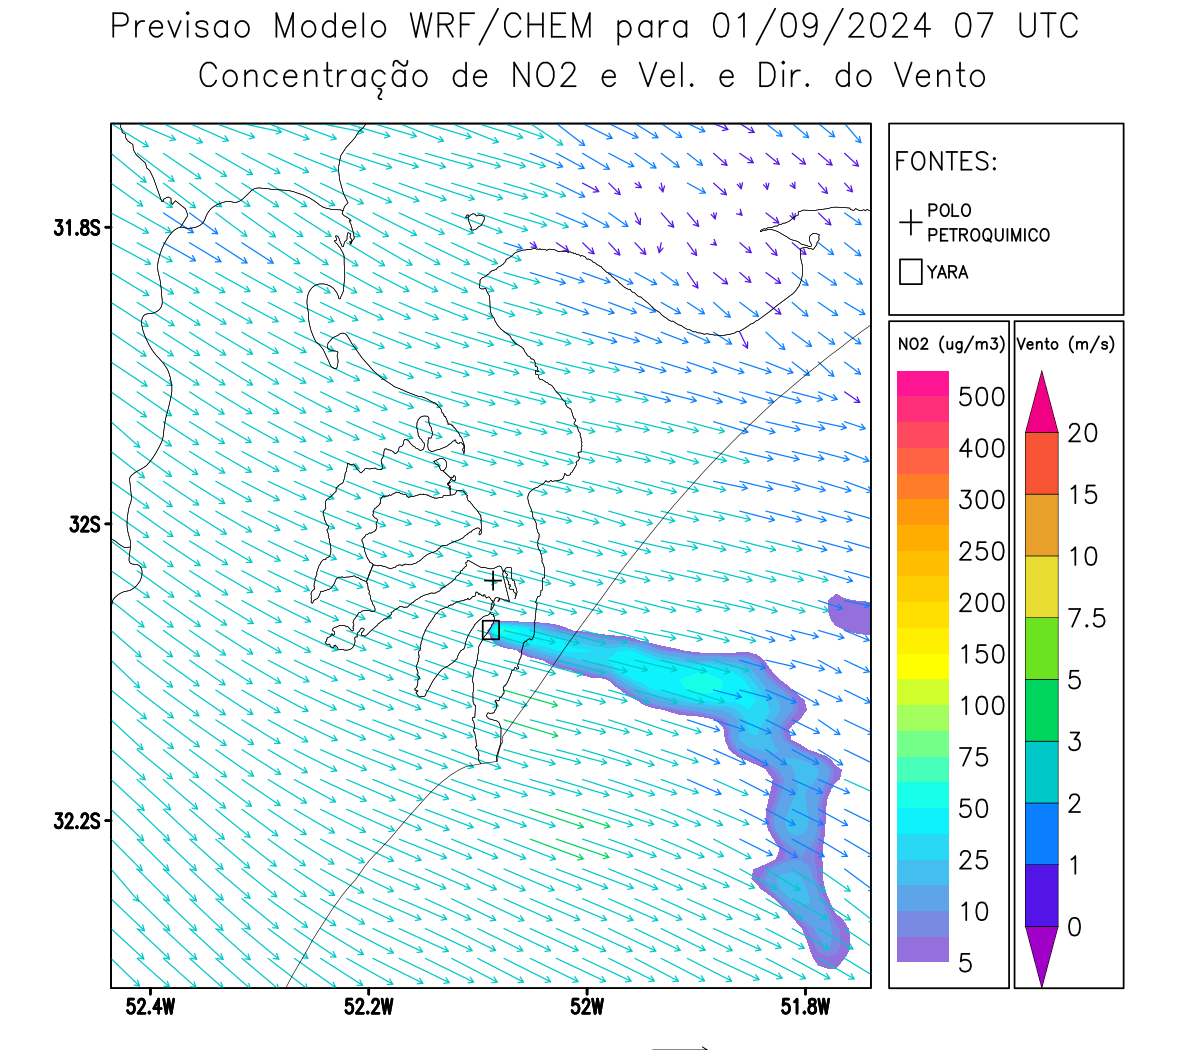 Previsao Modelo WRF/CHEM para 01/09/2024 07 UTC
Concentração de NO2 e Vel. e Dir. do Vento
FONTES:
POLO
PETROQUIMICO
YARA
31.8S
32S
32.2S
52.4W
52.2W
52W
51.8W
NO2 (ug/m3)
500
400
300
250
200
150
100
75
50
25
10
5
Vento (m/s)
20
15
10
7.5
5
3
2
1
0